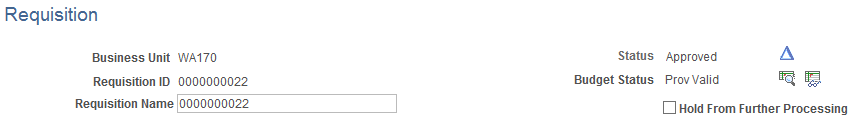 Requisition
Business Unit WA170 Status Approved
Requisition ID 0000000022 Budget Status Prov Valid
Requisition Name 0000000022 Hold From Further Processing